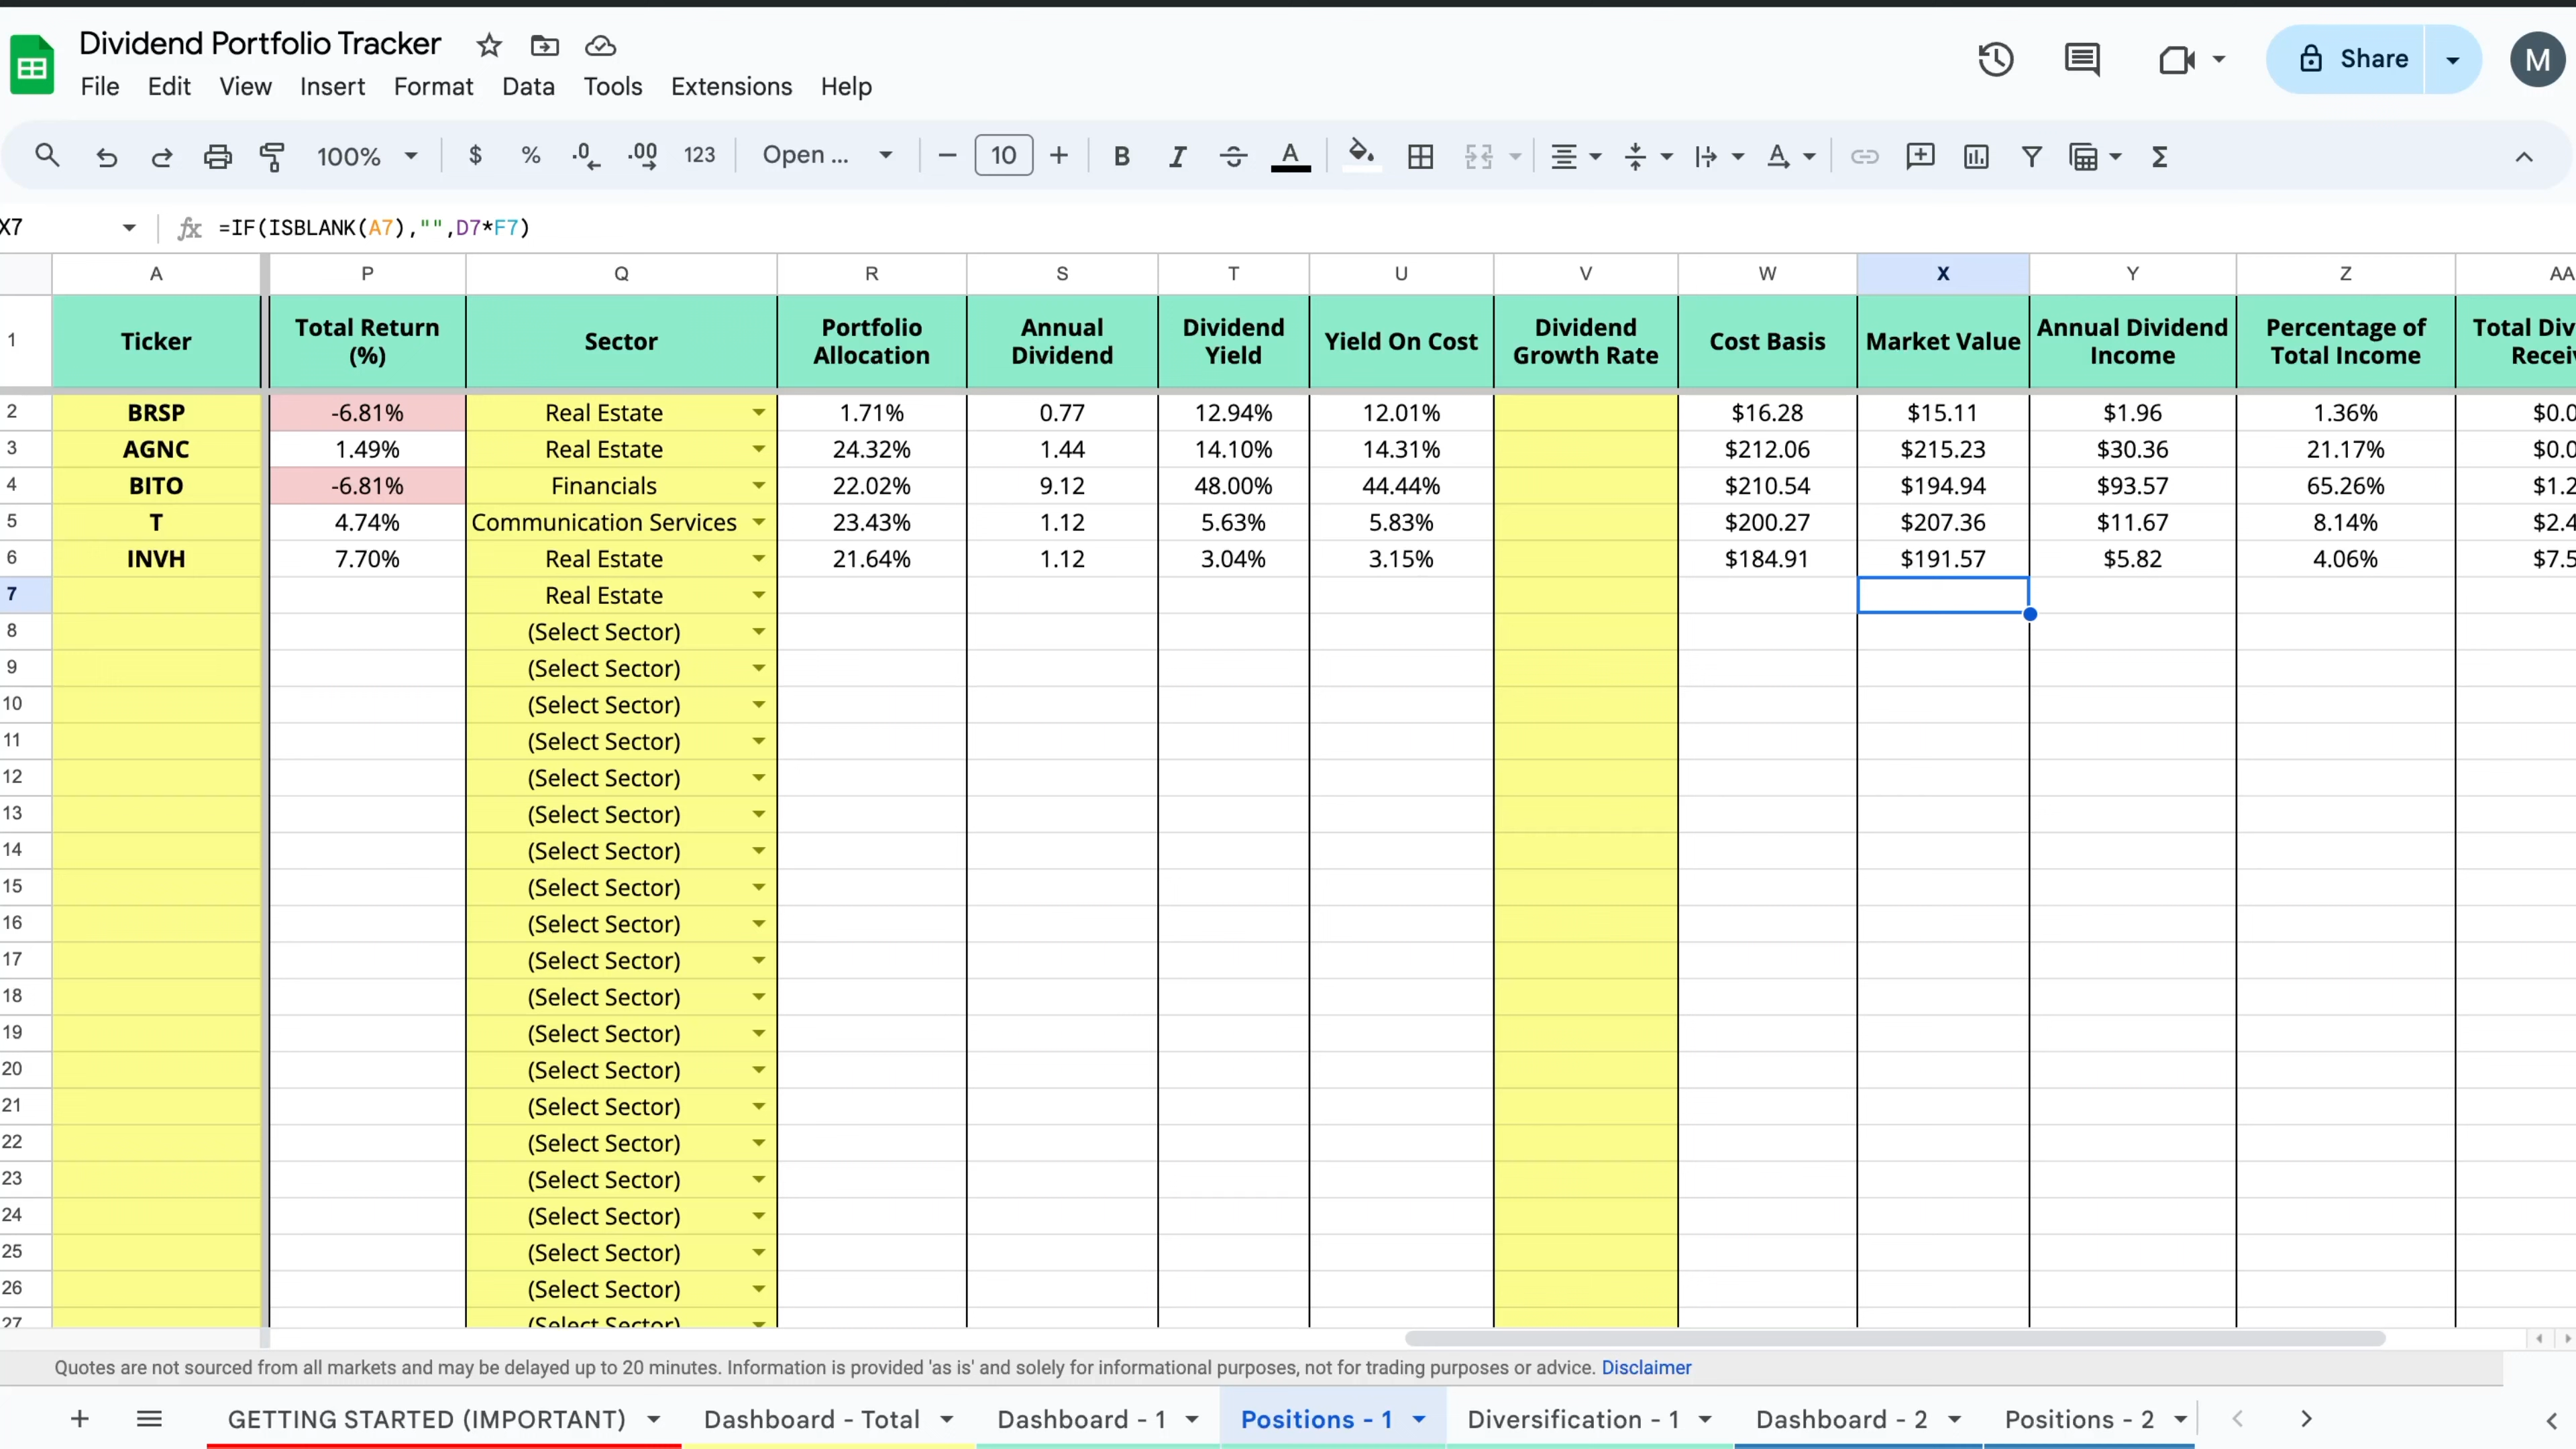 Dividend Portfolio Tracker
M
Share
File Edit View Insert Format Data Tools Extensions Help
100% $ % .0 .00 123 Open ... 10 B I S A A Σ
X7 fx =IF(ISBLANK(A7),"",D7*F7)
A P Q R S T U V W X Y Z AA
1 Ticker Total Return (%) Sector Portfolio Allocation Annual Dividend Dividend Yield Yield On Cost Dividend Growth Rate Cost Basis Market Value Annual Dividend Income Percentage of Total Income Total Div Recei
2 BRSP -6.81% Real Estate 1.71% 0.77 12.94% 12.01% $16.28 $15.11 $1.96 1.36% $0.0
3 AGNC 1.49% Real Estate 24.32% 1.44 14.10% 14.31% $212.06 $215.23 $30.36 21.17% $0.0
4 BITO -6.81% Financials 22.02% 9.12 48.00% 44.44% $210.54 $194.94 $93.57 65.26% $1.2
5 T 4.74% Communication Services 23.43% 1.12 5.63% 5.83% $200.27 $207.36 $11.67 8.14% $2.4
6 INVH 7.70% Real Estate 21.64% 1.12 3.04% 3.15% $184.91 $191.57 $5.82 4.06% $7.5
7 Real Estate
8 (Select Sector)
9 (Select Sector)
10 (Select Sector)
11 (Select Sector)
12 (Select Sector)
13 (Select Sector)
14 (Select Sector)
15 (Select Sector)
16 (Select Sector)
17 (Select Sector)
18 (Select Sector)
19 (Select Sector)
20 (Select Sector)
21 (Select Sector)
22 (Select Sector)
23 (Select Sector)
24 (Select Sector)
25 (Select Sector)
26 (Select Sector)
27 (Select Sector)
Quotes are not sourced from all markets and may be delayed up to 20 minutes. Information is provided 'as is' and solely for informational purposes, not for trading purposes or advice. Disclaimer
GETTING STARTED (IMPORTANT) Dashboard - Total Dashboard - 1 Positions - 1 Diversification - 1 Dashboard - 2 Positions - 2